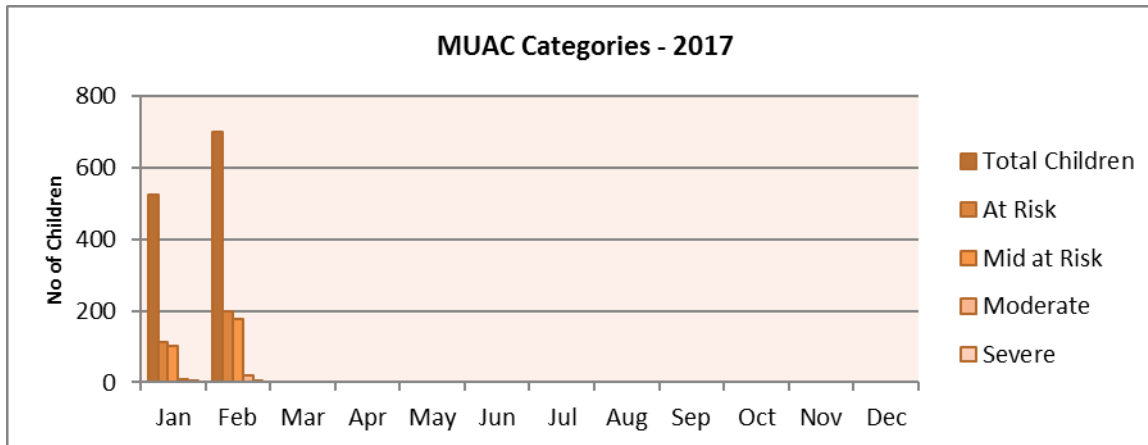 MUAC Categories - 2017
No of Children
800
600
400
200
0
Jan Feb Mar Apr May Jun Jul Aug Sep Oct Nov Dec
Total Children
At Risk
Mid at Risk
Moderate
Severe